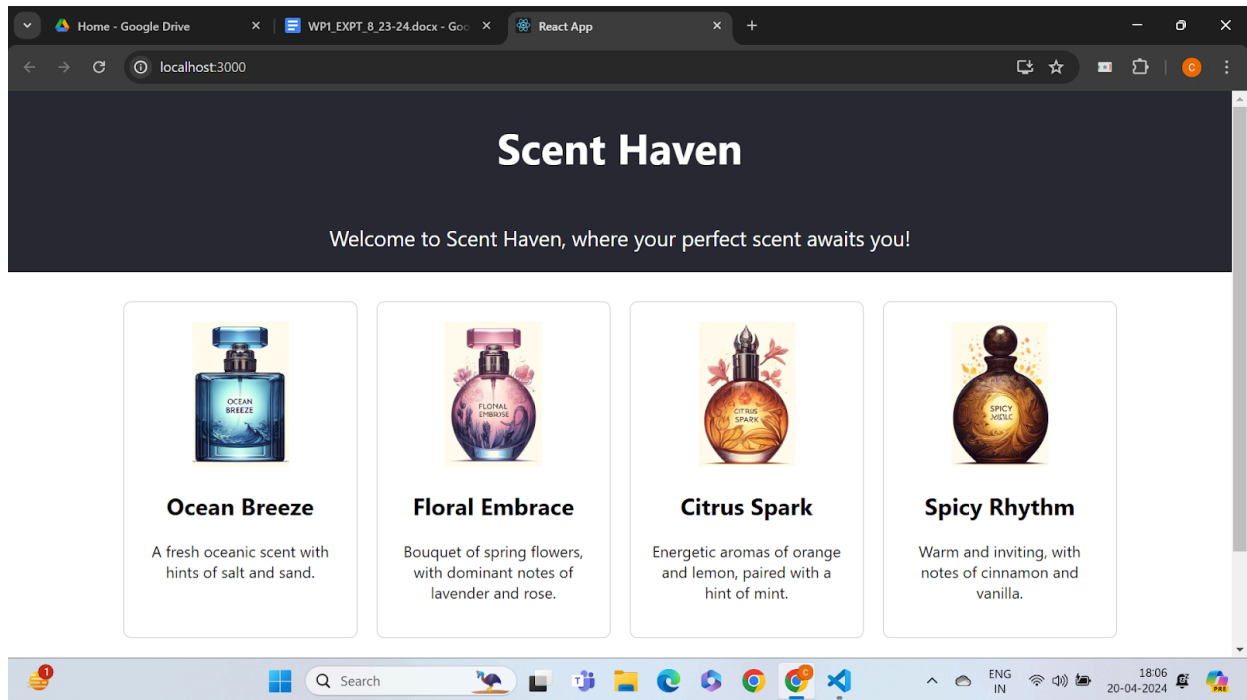 Home - Google Drive
WP1_EXPT_8_23-24.docx - Goo
React App
localhost:3000
C
Scent Haven
Welcome to Scent Haven, where your perfect scent awaits you!
OCEAN
BREEZE
FLOMAL
CITRUS
SPARK
SPICY
Ocean Breeze
Floral Embrace
Citrus Spark
Spicy Rhythm
A fresh oceanic scent with
hints of salt and sand.
Bouquet of spring flowers,
with dominant notes of
lavender and rose.
Energetic aromas of orange
and lemon, paired with a
hint of mint.
Warm and inviting, with
notes of cinnamon and
vanilla.
1
Search
C
ENG
IN
18:06
20-04-2024
PRE